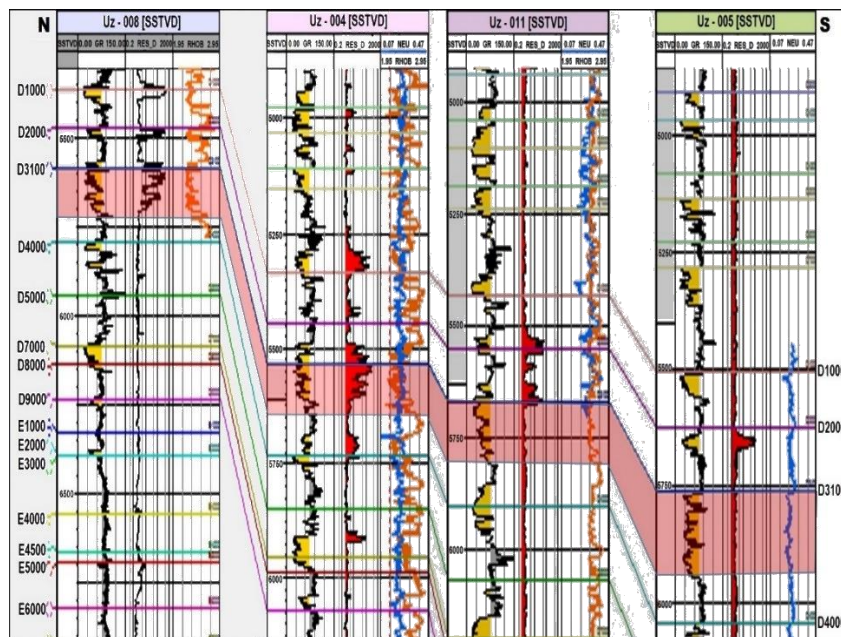 N
Uz - 008 [SSTVD]
Uz - 004 [SSTVD]
Uz - 011 [SSTVD]
Uz - 005 [SSTVD]
S
SSTVD 0.00 GR 150.00 0.2 RES_D 2000 1.95 RHOB 2.95
SSTVD 0.00 GR 150.00 0.2 RES_D 2000 0.07 NEU 0.47
1.95 RHOB 2.95
SSTVD 0.00 GR 150.00 0.2 RES_D 2000 0.07 NEU 0.47
1.95 RHOB 2.95
SSTVD 0.00 GR 150.00 0.2 RES_D 2000 0.07 NEU 0.47
D1000
D2000
D3100
D4000
D5000
D7000
D8000
D9000
E1000
E2000
E3000
E4000
E4500
E5000
E6000
5500
6000
6500
5000
5250
5500
5750
6000
5000
5250
5500
5750
6000
5000
5250
5500
5750
6000
D100
D200
D310
D400